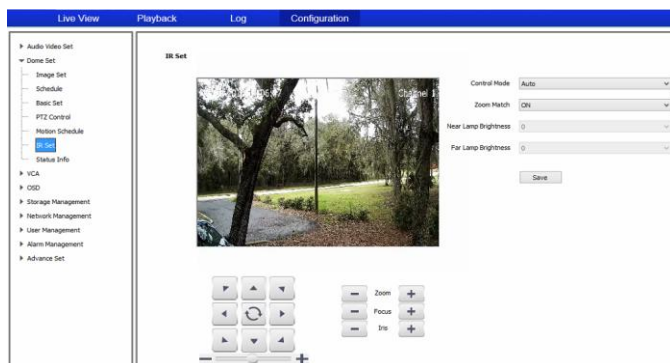 Live View Playback Log Configuration
Audio Video Set
Dome Set
Image Set
Schedule
Basic Set
PTZ Control
Motion Schedule
IR Set
Status Info
VCA
OSD
Storage Management
Network Management
User Management
Alarm Management
Advance Set
IR Set
Channel 1
Control Mode Auto
Zoom Match ON
Near Lamp Brightness 0
Far Lamp Brightness 0
Save
Zoom
Focus
Iris